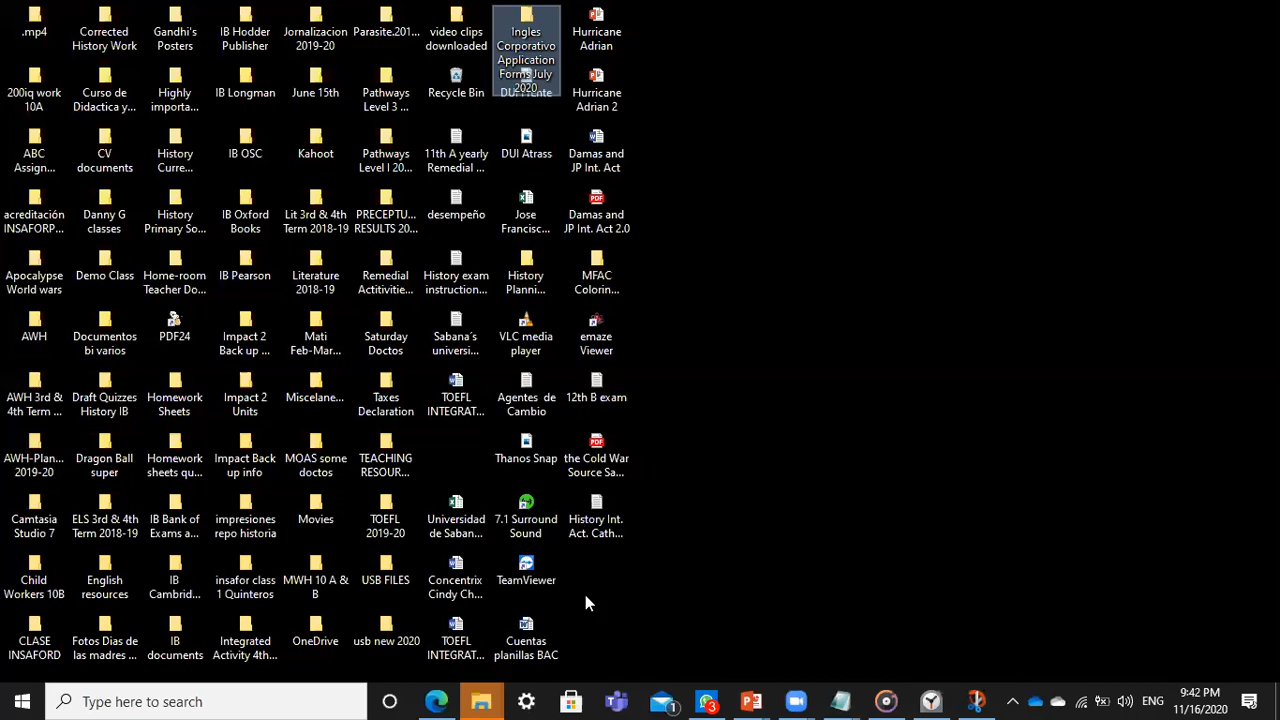 .mp4
Corrected
History Work
Gandhi's
Posters
IB Hodder
Publisher
Jornalizacion
2019-20
Parasite.201...
video clips
downloaded
Ingles
Corporativo
Application
Forms July
2020
Hurricane
Adrian
200iq work
10A
Curso de
Didactica y...
Highly
importa...
IB Longman
June 15th
Pathways
Level 3 ...
Recycle Bin
Hurricane
Adrian 2
ABC
Assign...
CV
documents
History
Curre...
IB OSC
Kahoot
Pathways
Level I 20...
11th A yearly
Remedial ...
DUI Atrass
Damas and
JP Int. Act
acreditación
INSAFORP...
Danny G
classes
History
Primary So...
IB Oxford
Books
Lit 3rd & 4th
Term 2018-19
PRECEPTU...
RESULTS 20...
desempeño
Jose
Francisc...
Damas and
JP Int. Act 2.0
Apocalypse
World wars
Demo Class
Home-room
Teacher Do...
IB Pearson
Literature
2018-19
Remedial
Actitivitie...
History exam
instruction...
History
Planni...
MFAC
Colorin...
AWH
Documentos
bi varios
PDF24
Impact 2
Back up ...
Mati
Feb-Mar...
Saturday
Doctos
Sabana´s
universi...
VLC media
player
emaze
Viewer
AWH 3rd &
4th Term ...
Draft Quizzes
History IB
Homework
Sheets
Impact 2
Units
Miscelane...
Taxes
Declaration
TOEFL
INTEGRAT...
Agentes de
Cambio
12th B exam
AWH-Plan...
2019-20
Dragon Ball
super
Homework
sheets qu...
Impact Back
up info
MOAS some
doctos
TEACHING
RESOUR...
Thanos Snap
the Cold War
Source Sa...
Camtasia
Studio 7
ELS 3rd & 4th
Term 2018-19
IB Bank of
Exams a...
impresiones
repo historia
Movies
TOEFL
2019-20
Universidad
de Saban...
7.1 Surround
Sound
History Int.
Act. Cath...
Child
Workers 10B
English
resources
IB
Cambrid...
insafor class
1 Quinteros
MWH 10 A &
B
USB FILES
Concentrix
Cindy Ch...
TeamViewer
CLASE
INSAFORD
Fotos Dias de
las madres ...
IB
documents
Integrated
Activity 4th...
OneDrive
usb new 2020
TOEFL
INTEGRAT...
Cuentas
planillas BAC
Type here to search
1
3
ENG
9:42 PM
11/16/2020